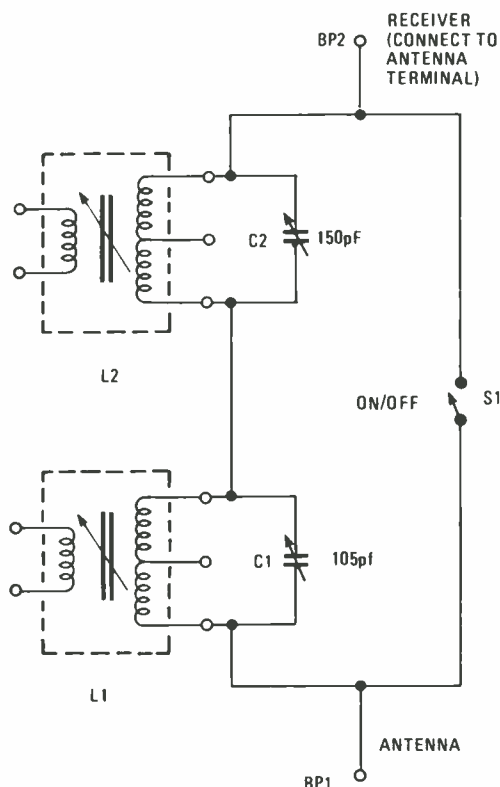 RECEIVER
(CONNECT TO
ANTENNA
TERMINAL)
BP2
C2 150pF
L2
ON/OFF S1
C1 105pf
L1
ANTENNA
BP1